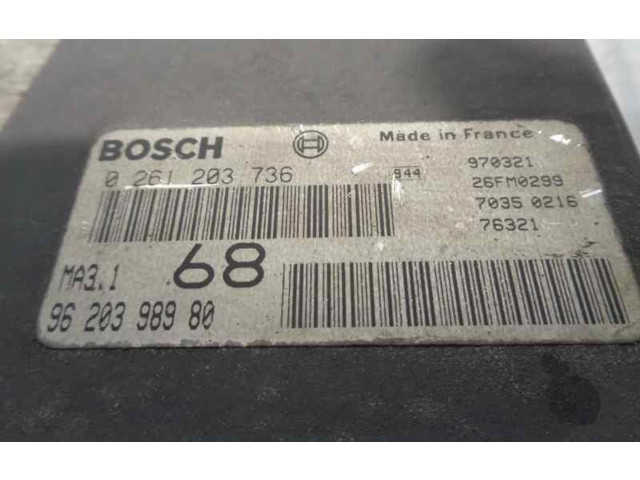 BOSCH Made in France
0 261 203 736 944 970321
26FM0299
7035 0216
76321
MA3.1 68
96 203 989 80